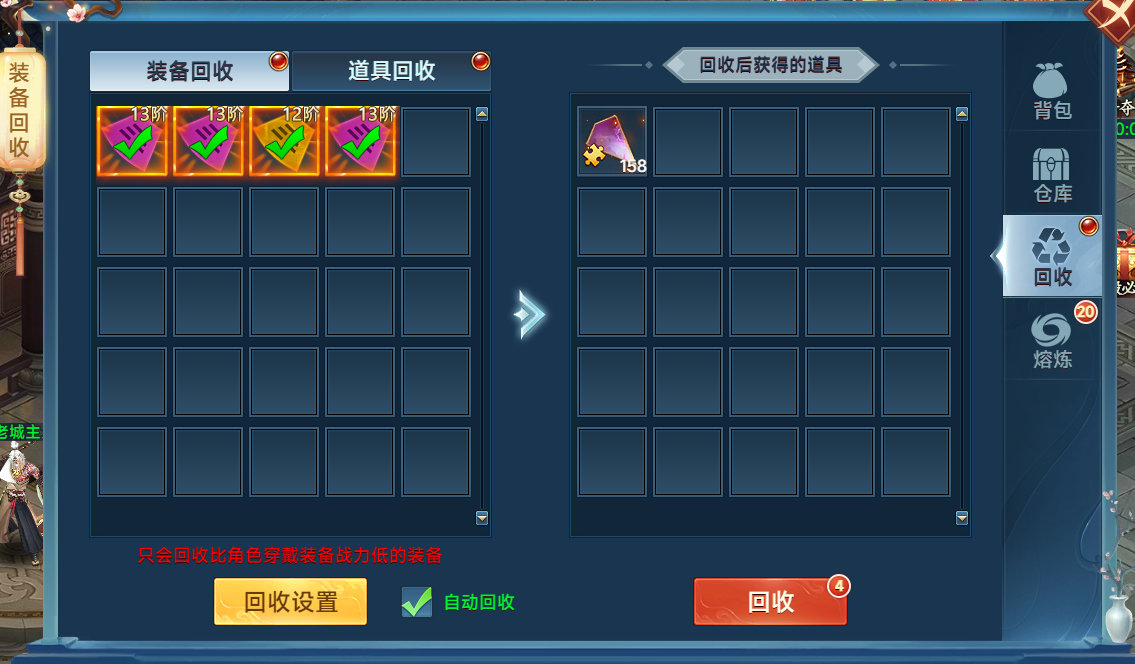 装备回收
装备回收
道具回收
回收后获得的道具
13阶
13阶
12阶
13阶
158
背包
仓库
回收
20
熔炼
老城主
只会回收比角色穿戴装备战力低的装备
回收设置
自动回收
回收
4